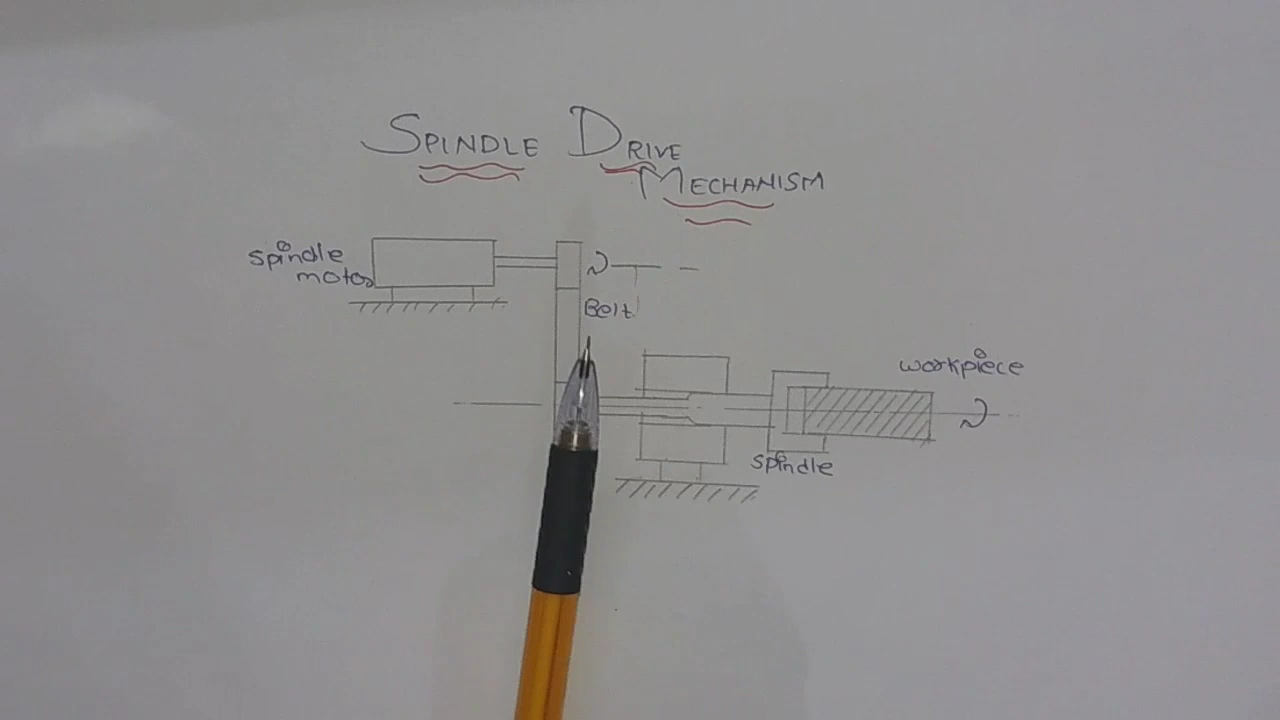 SPINDLE DRIVE
MECHANISM
spindle
motor
Belt
workpiece
spindle